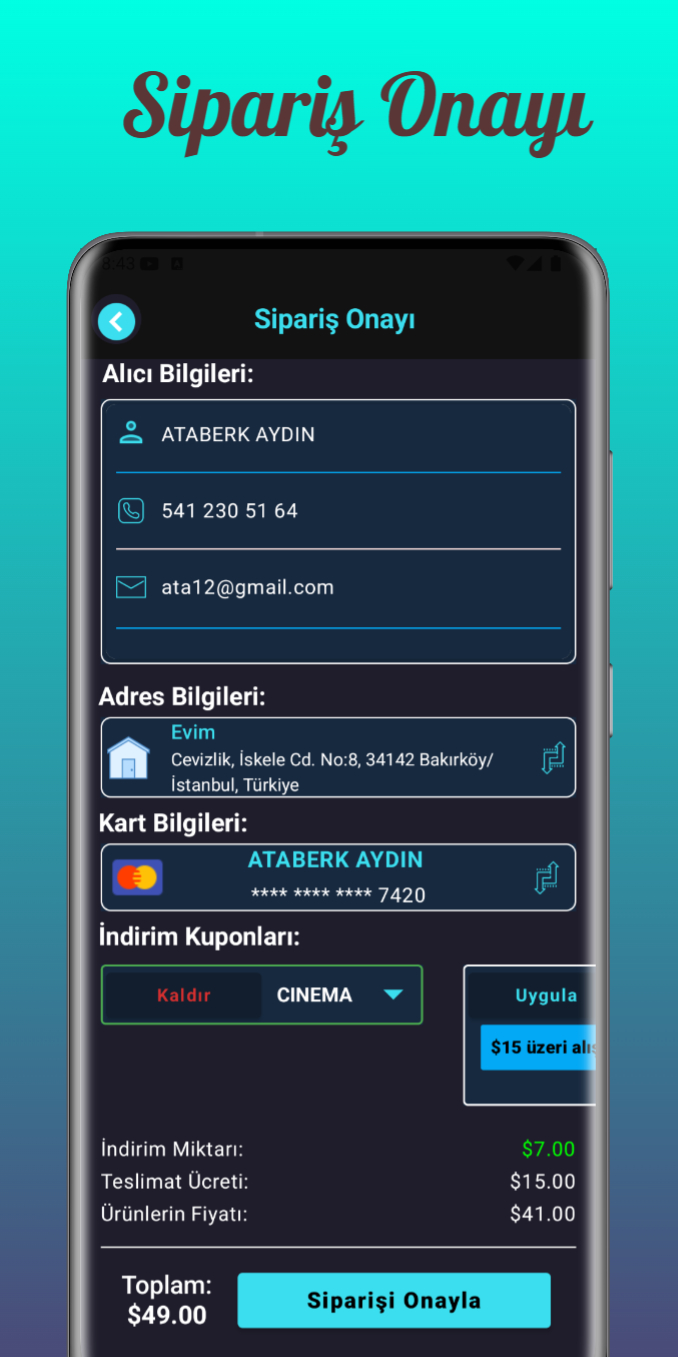 Sipariş Onayı
8:43
Sipariş Onayı
Alıcı Bilgileri:
ATABERK AYDIN
541 230 51 64
ata12@gmail.com
Adres Bilgileri:
Evim
Cevizlik, İskele Cd. No:8, 34142 Bakırköy/
İstanbul, Türkiye
Kart Bilgileri:
ATABERK AYDIN
**** **** **** 7420
İndirim Kuponları:
Kaldır CINEMA Uygula
$15 üzeri alış
İndirim Miktarı: $7.00
Teslimat Ücreti: $15.00
Ürünlerin Fiyatı: $41.00
Toplam:
$49.00
Siparişi Onayla